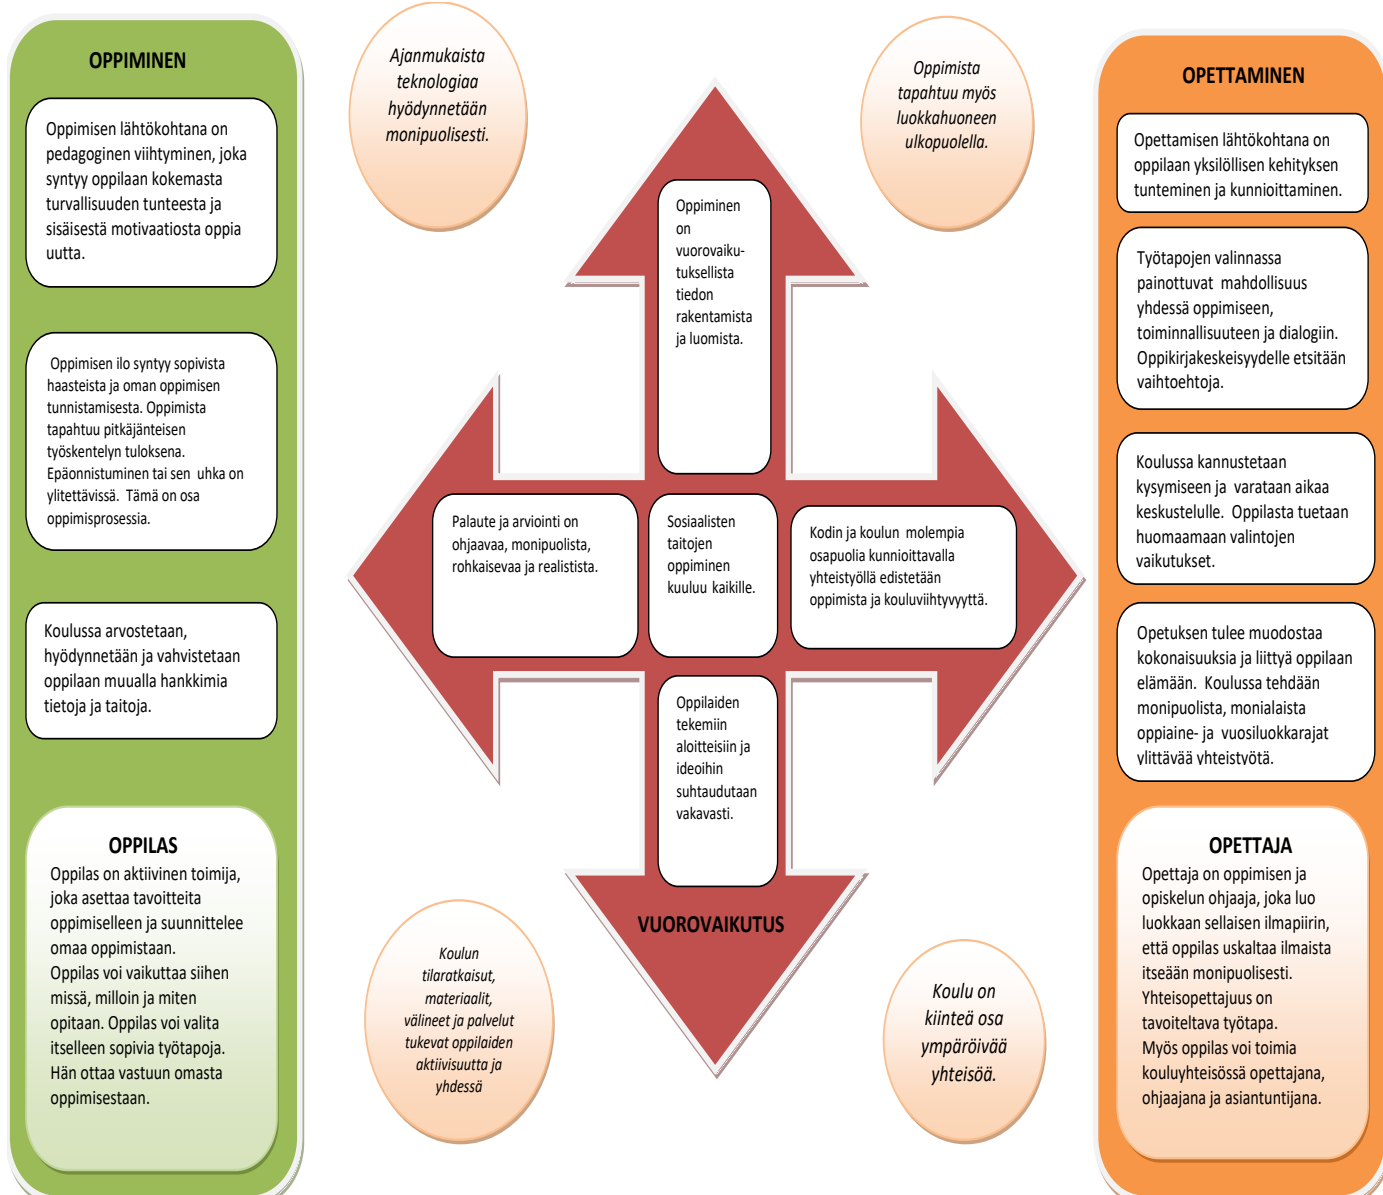 OPPIMINEN
Oppimisen lähtökohtana on
pedagoginen viihtyminen, joka
syntyy oppilaan kokemasta
turvallisuuden tunteesta ja
sisäisestä motivaatiosta oppia
uutta.
Oppimisen ilo syntyy sopivista
haasteista ja oman oppimisen
tunnistamisesta. Oppimista
tapahtuu pitkäjänteisen
työskentelyn tuloksena.
Epäonnistuminen tai sen uhka on
ylitettävissä. Tämä on osa
oppimisprosessia.
Koulussa arvostetaan,
hyödynnetään ja vahvistetaan
oppilaan muualla hankkimia
tietoja ja taitoja.
OPPILAS
Oppilas on aktiivinen toimija,
joka asettaa tavoitteita
oppimiselleen ja suunnittelee
omaa oppimistaan.
Oppilas voi vaikuttaa siihen
missä, milloin ja miten
opitaan. Oppilas voi valita
itselleen sopivia työtapoja.
Hän ottaa vastuun omasta
oppimisestaan.
Ajanmukaista
teknologiaa
hyödynnetään
monipuolisesti.
Oppimista
tapahtuu myös
luokkahuoneen
ulkopuolella.
Oppiminen
on
vuorovaiku-
tuksellista
tiedon
rakentamista
ja luomista.
Palaute ja arviointi on
ohjaavaa, monipuolista,
rohkaisevaa ja realistista.
Sosiaalisten
taitojen
oppiminen
kuuluu kaikille.
Kodin ja koulun molempia
osapuolia kunnioittavalla
yhteistyöllä edistetään
oppimista ja kouluviihtyvyyttä.
Oppilaiden
tekemiin
aloitteisiin ja
ideoihin
suhtaudutaan
vakavasti.
VUOROVAIKUTUS
Koulun
tilaratkaisut,
materiaalit,
välineet ja palvelut
tukevat oppilaiden
aktiivisuutta ja
yhdessä
Koulu on
kiinteä osa
ympäröivää
yhteisöä.
OPETTAMINEN
Opettamisen lähtökohtana on
oppilaan yksilöllisen kehityksen
tunteminen ja kunnioittaminen.
Työtapojen valinnassa
painottuvat mahdollisuus
yhdessä oppimiseen,
toiminnallisuuteen ja dialogiin.
Oppikirjakeskeisyydelle etsitään
vaihtoehtoja.
Koulussa kannustetaan
kysymiseen ja varataan aikaa
keskustelulle. Oppilasta tuetaan
huomaamaan valintojen
vaikutukset.
Opetuksen tulee muodostaa
kokonaisuuksia ja liittyä oppilaan
elämään. Koulussa tehdään
monipuolista, monialaista
oppiaine- ja vuosiluokkarajat
ylittävää yhteistyötä.
OPETTAJA
Opettaja on oppimisen ja
opiskelun ohjaaja, joka luo
luokkaan sellaisen ilmapiirin,
että oppilas uskaltaa ilmaista
itseään monipuolisesti.
Yhteisopettajuus on
tavoiteltava työtapa.
Myös oppilas voi toimia
kouluyhteisössä opettajana,
ohjaajana ja asiantuntijana.